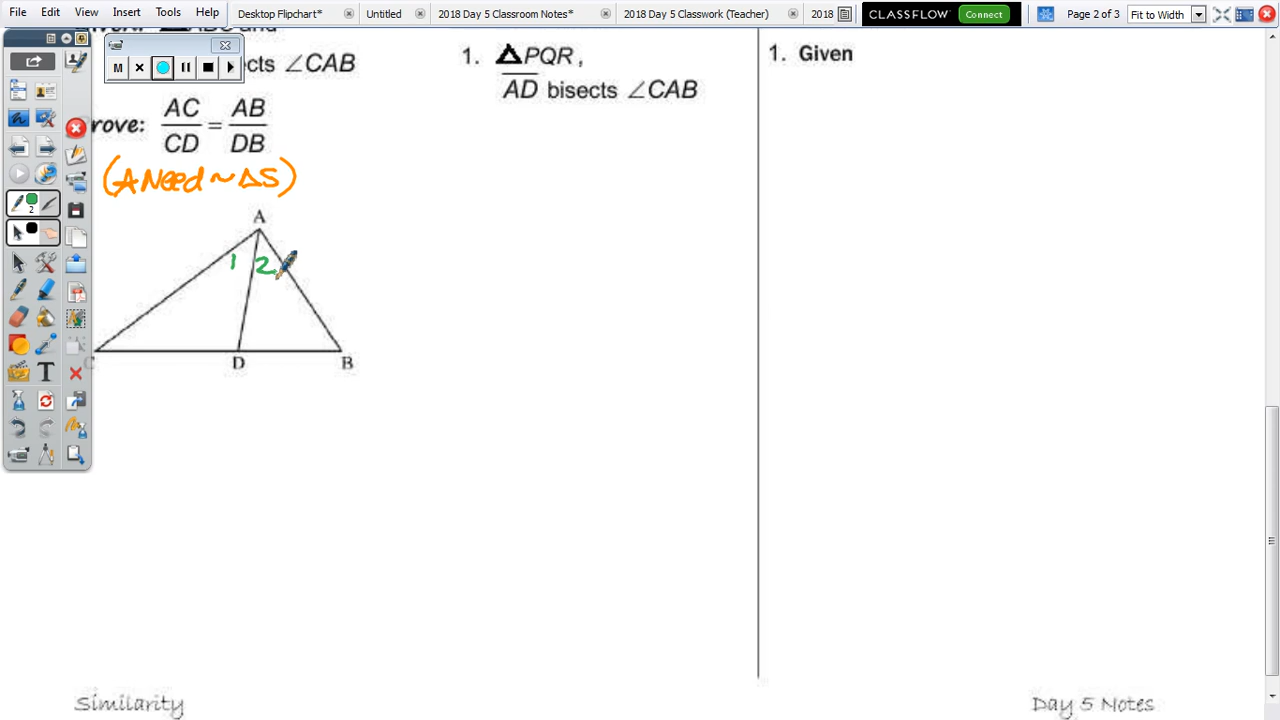 File Edit View Insert Tools Help
Desktop Flipchart* Untitled 2018 Day 5 Classroom Notes* 2018 Day 5 Classwork (Teacher) 2018
CLASSFLOW Connect
Page 2 of 3 Fit to Width
ects ∠CAB
rove: AC/CD = AB/DB
(A Need ~ ΔS)
A
1 2
C D B
M
2
T
1. △PQR,
AD bisects ∠CAB
1. Given
Similarity
Day 5 Notes